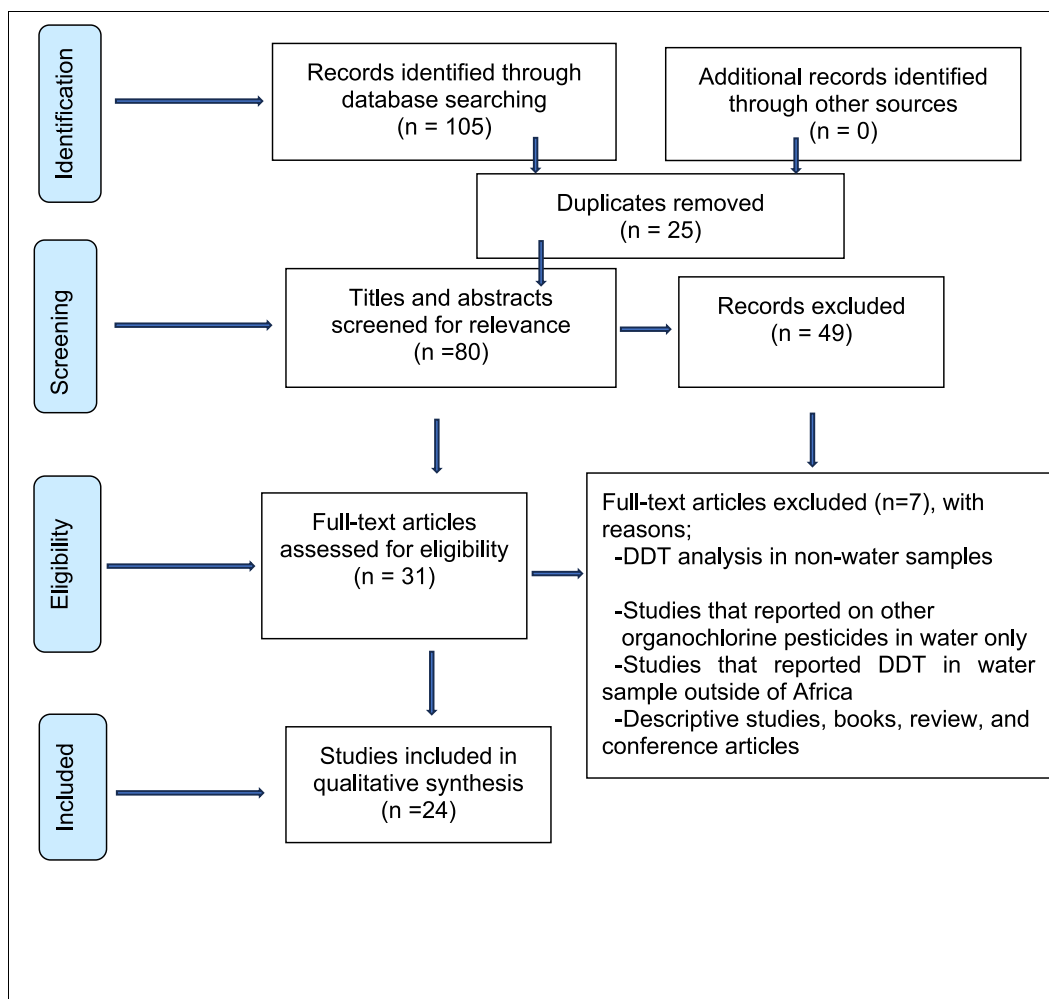 Identification
Records identified through
database searching
(n = 105)
Additional records identified
through other sources
(n = 0)
Duplicates removed
(n = 25)
Screening
Titles and abstracts
screened for relevance
(n =80)
Records excluded
(n = 49)
Eligibility
Full-text articles
assessed for eligibility
(n = 31)
Full-text articles excluded (n=7), with
reasons;
-DDT analysis in non-water samples
-Studies that reported on other
organochlorine pesticides in water only
-Studies that reported DDT in water
sample outside of Africa
-Descriptive studies, books, review, and
conference articles
Included
Studies included in
qualitative synthesis
(n =24)